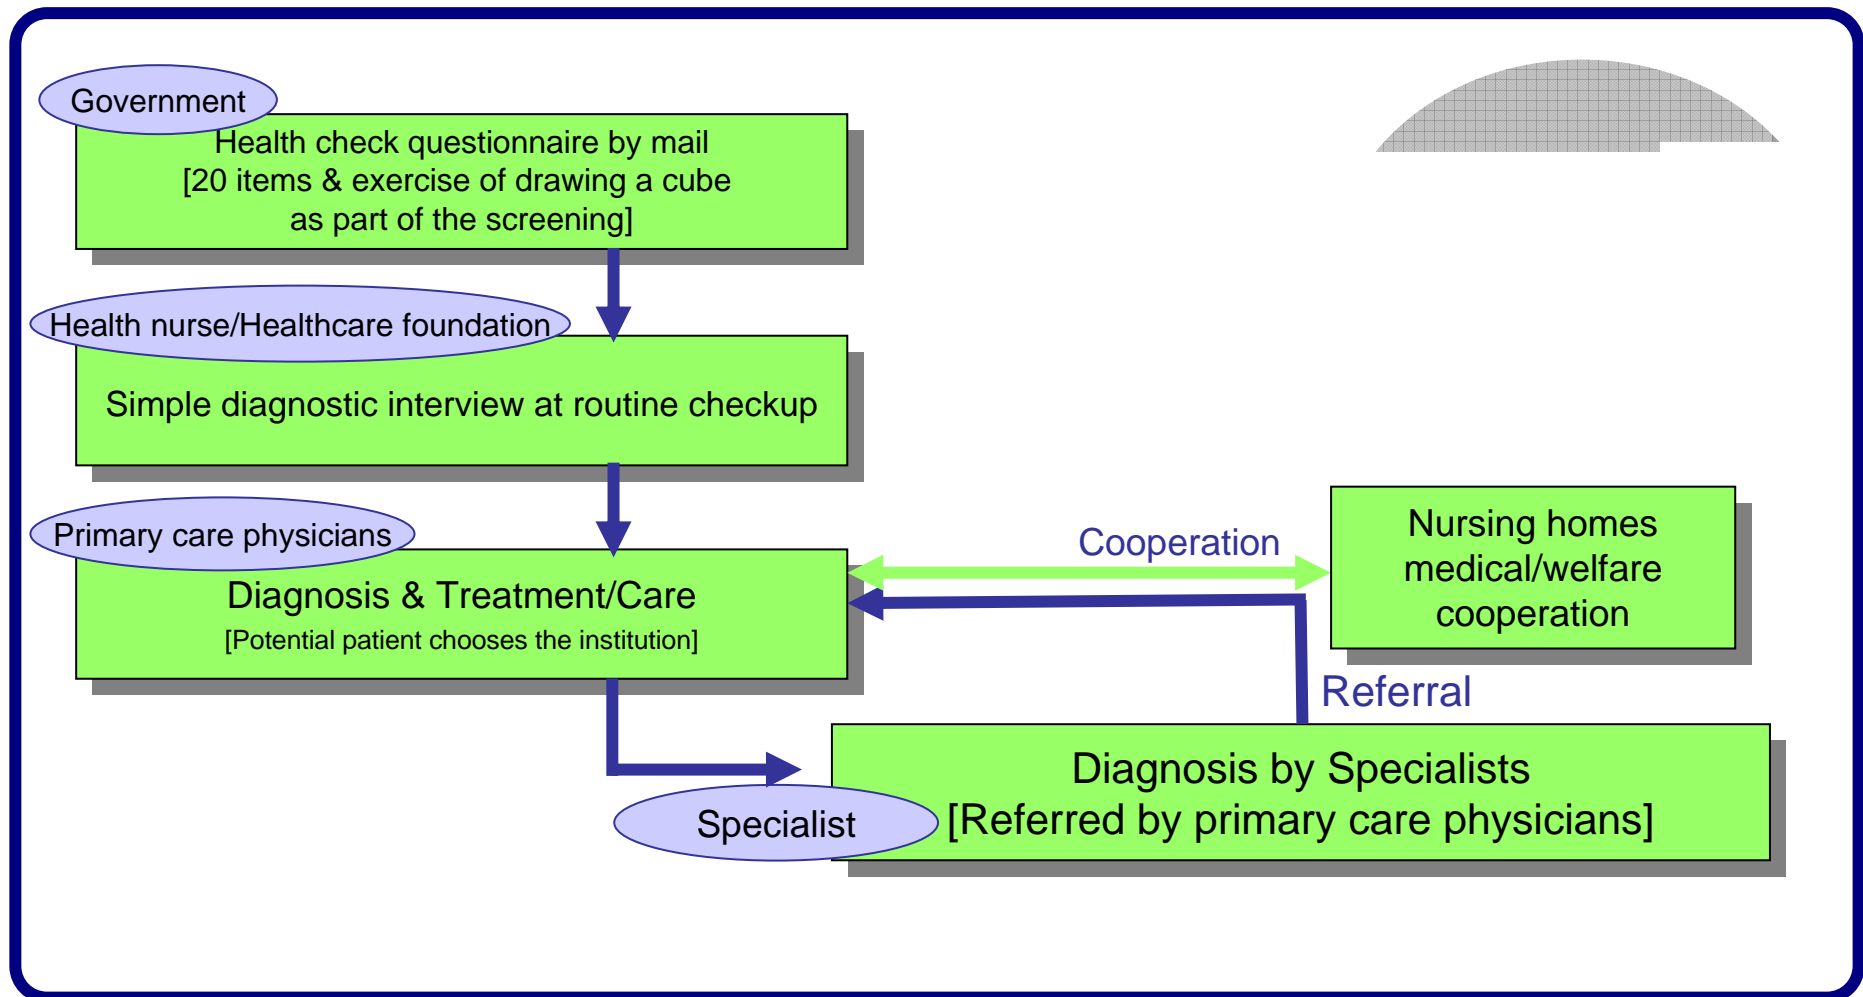 Government
Health check questionnaire by mail
[20 items & exercise of drawing a cube
as part of the screening]
Health nurse/Healthcare foundation
Simple diagnostic interview at routine checkup
Primary care physicians
Diagnosis & Treatment/Care
[Potential patient chooses the institution]
Cooperation
Nursing homes
medical/welfare
cooperation
Referral
Specialist
Diagnosis by Specialists
[Referred by primary care physicians]